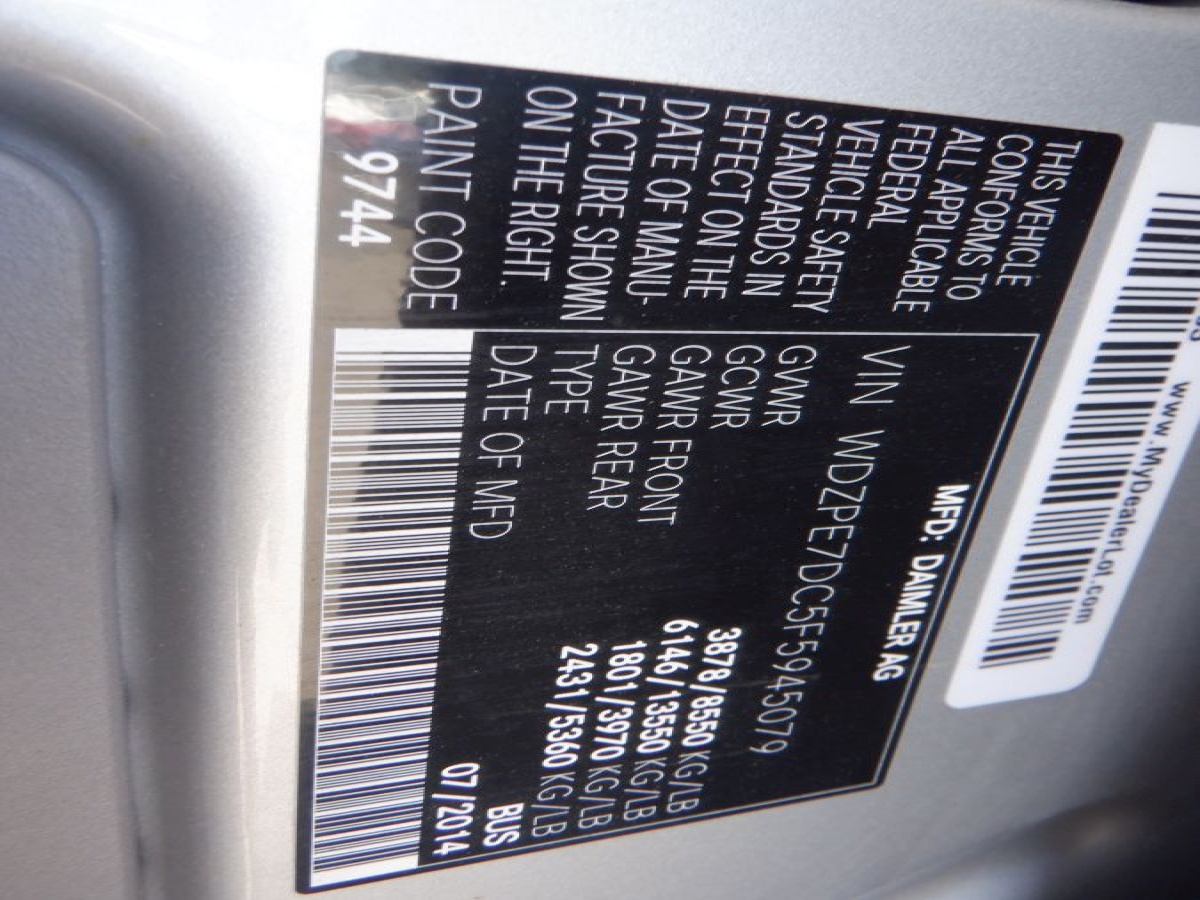 www.MyDealerLot.com
THIS VEHICLE
CONFORMS TO
ALL APPLICABLE
FEDERAL
VEHICLE SAFETY
STANDARDS IN
EFFECT ON THE
DATE OF MANU-
FACTURE SHOWN
ON THE RIGHT.
PAINT CODE
9744
MFD: DAIMLER AG
VIN WDZPE7DC5F5945079
GVWR 3878/8550 KG/LB
GCWR 6146/13550 KG/LB
GAWR FRONT 1801/3970 KG/LB
GAWR REAR 2431/5360 KG/LB
TYPE BUS
DATE OF MFD 07/2014